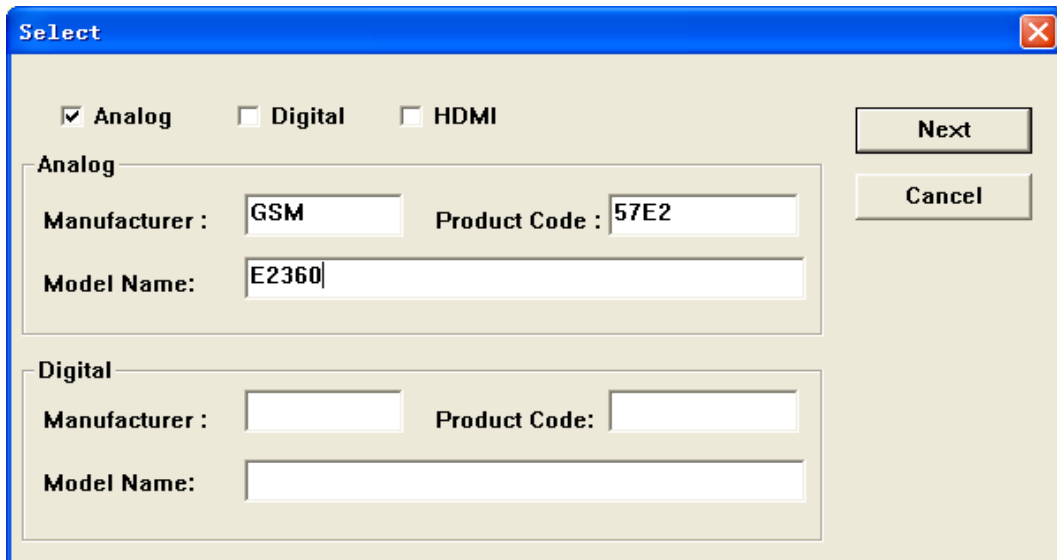 Select
Analog Digital HDMI
Next
Analog
Cancel
Manufacturer : GSM Product Code : 57E2
Model Name: E2360
Digital
Manufacturer : Product Code:
Model Name: